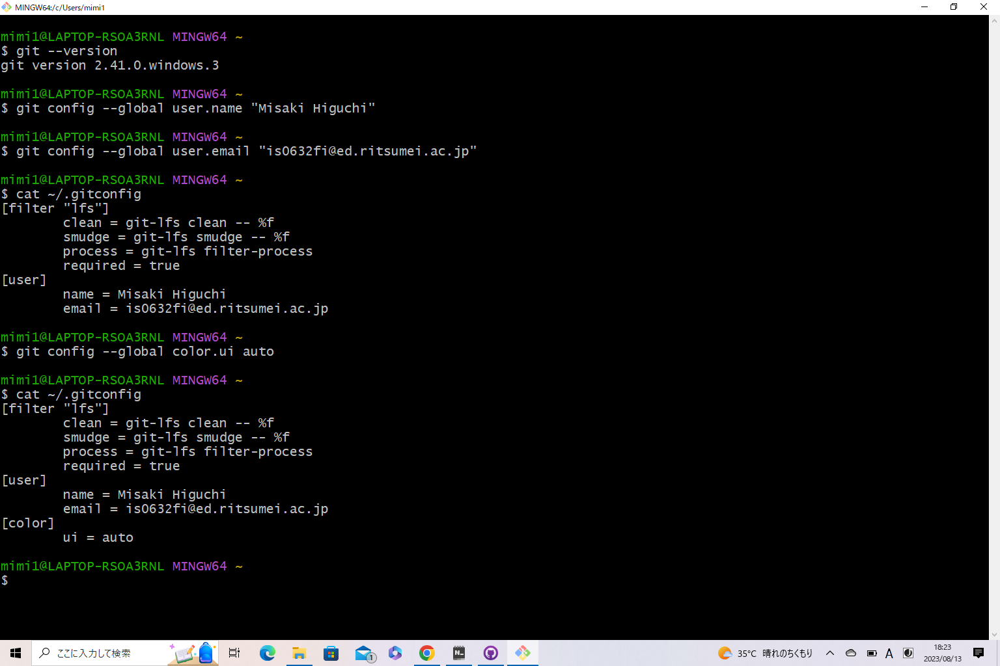 MINGW64:/c/Users/mimi1
mimi1@LAPTOP-RSOA3RNL MINGW64 ~
$ git --version
git version 2.41.0.windows.3
mimi1@LAPTOP-RSOA3RNL MINGW64 ~
$ git config --global user.name "Misaki Higuchi"
mimi1@LAPTOP-RSOA3RNL MINGW64 ~
$ git config --global user.email "is0632fi@ed.ritsumei.ac.jp"
mimi1@LAPTOP-RSOA3RNL MINGW64 ~
$ cat ~/.gitconfig
[filter "lfs"]
        clean = git-lfs clean -- %f
        smudge = git-lfs smudge -- %f
        process = git-lfs filter-process
        required = true
[user]
        name = Misaki Higuchi
        email = is0632fi@ed.ritsumei.ac.jp
mimi1@LAPTOP-RSOA3RNL MINGW64 ~
$ git config --global color.ui auto
mimi1@LAPTOP-RSOA3RNL MINGW64 ~
$ cat ~/.gitconfig
[filter "lfs"]
        clean = git-lfs clean -- %f
        smudge = git-lfs smudge -- %f
        process = git-lfs filter-process
        required = true
[user]
        name = Misaki Higuchi
        email = is0632fi@ed.ritsumei.ac.jp
[color]
        ui = auto
mimi1@LAPTOP-RSOA3RNL MINGW64 ~
$
ここに入力して検索
1
N_
35°C 晴れのちくもり
A
18:23
2023/08/13